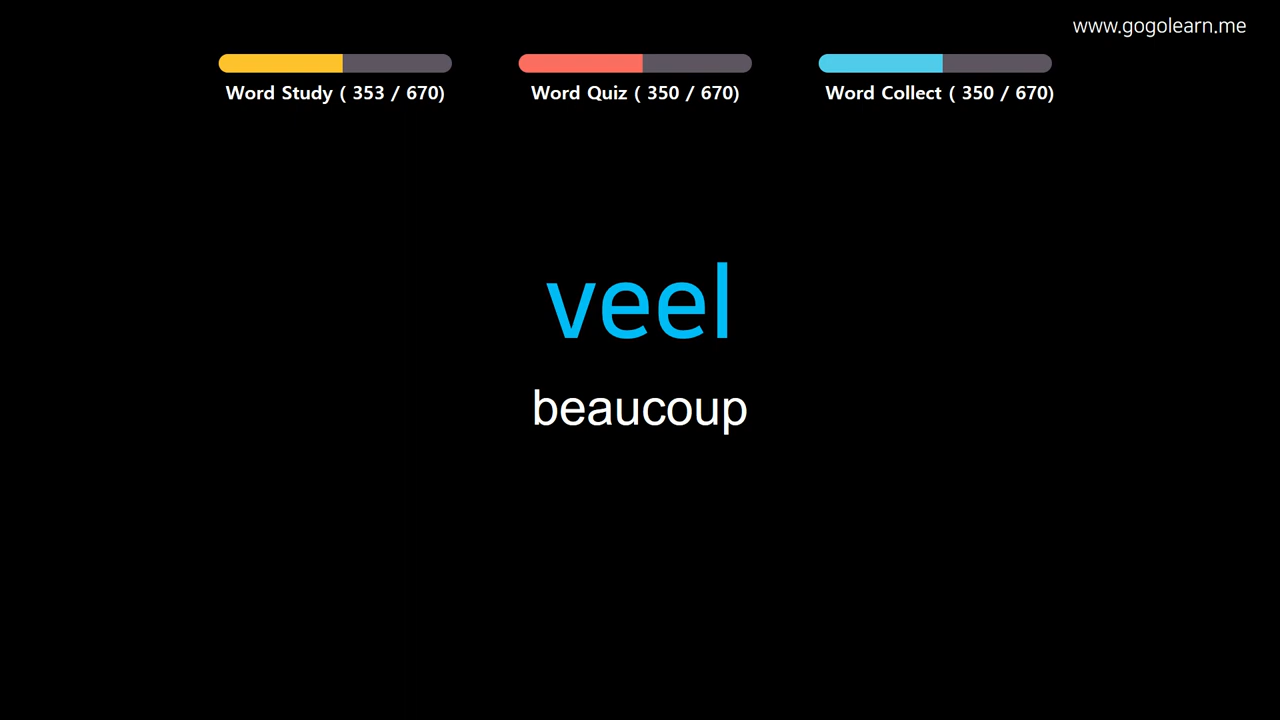 www.gogolearn.me
Word Study ( 353 / 670)
Word Quiz ( 350 / 670)
Word Collect ( 350 / 670)
veel
beaucoup